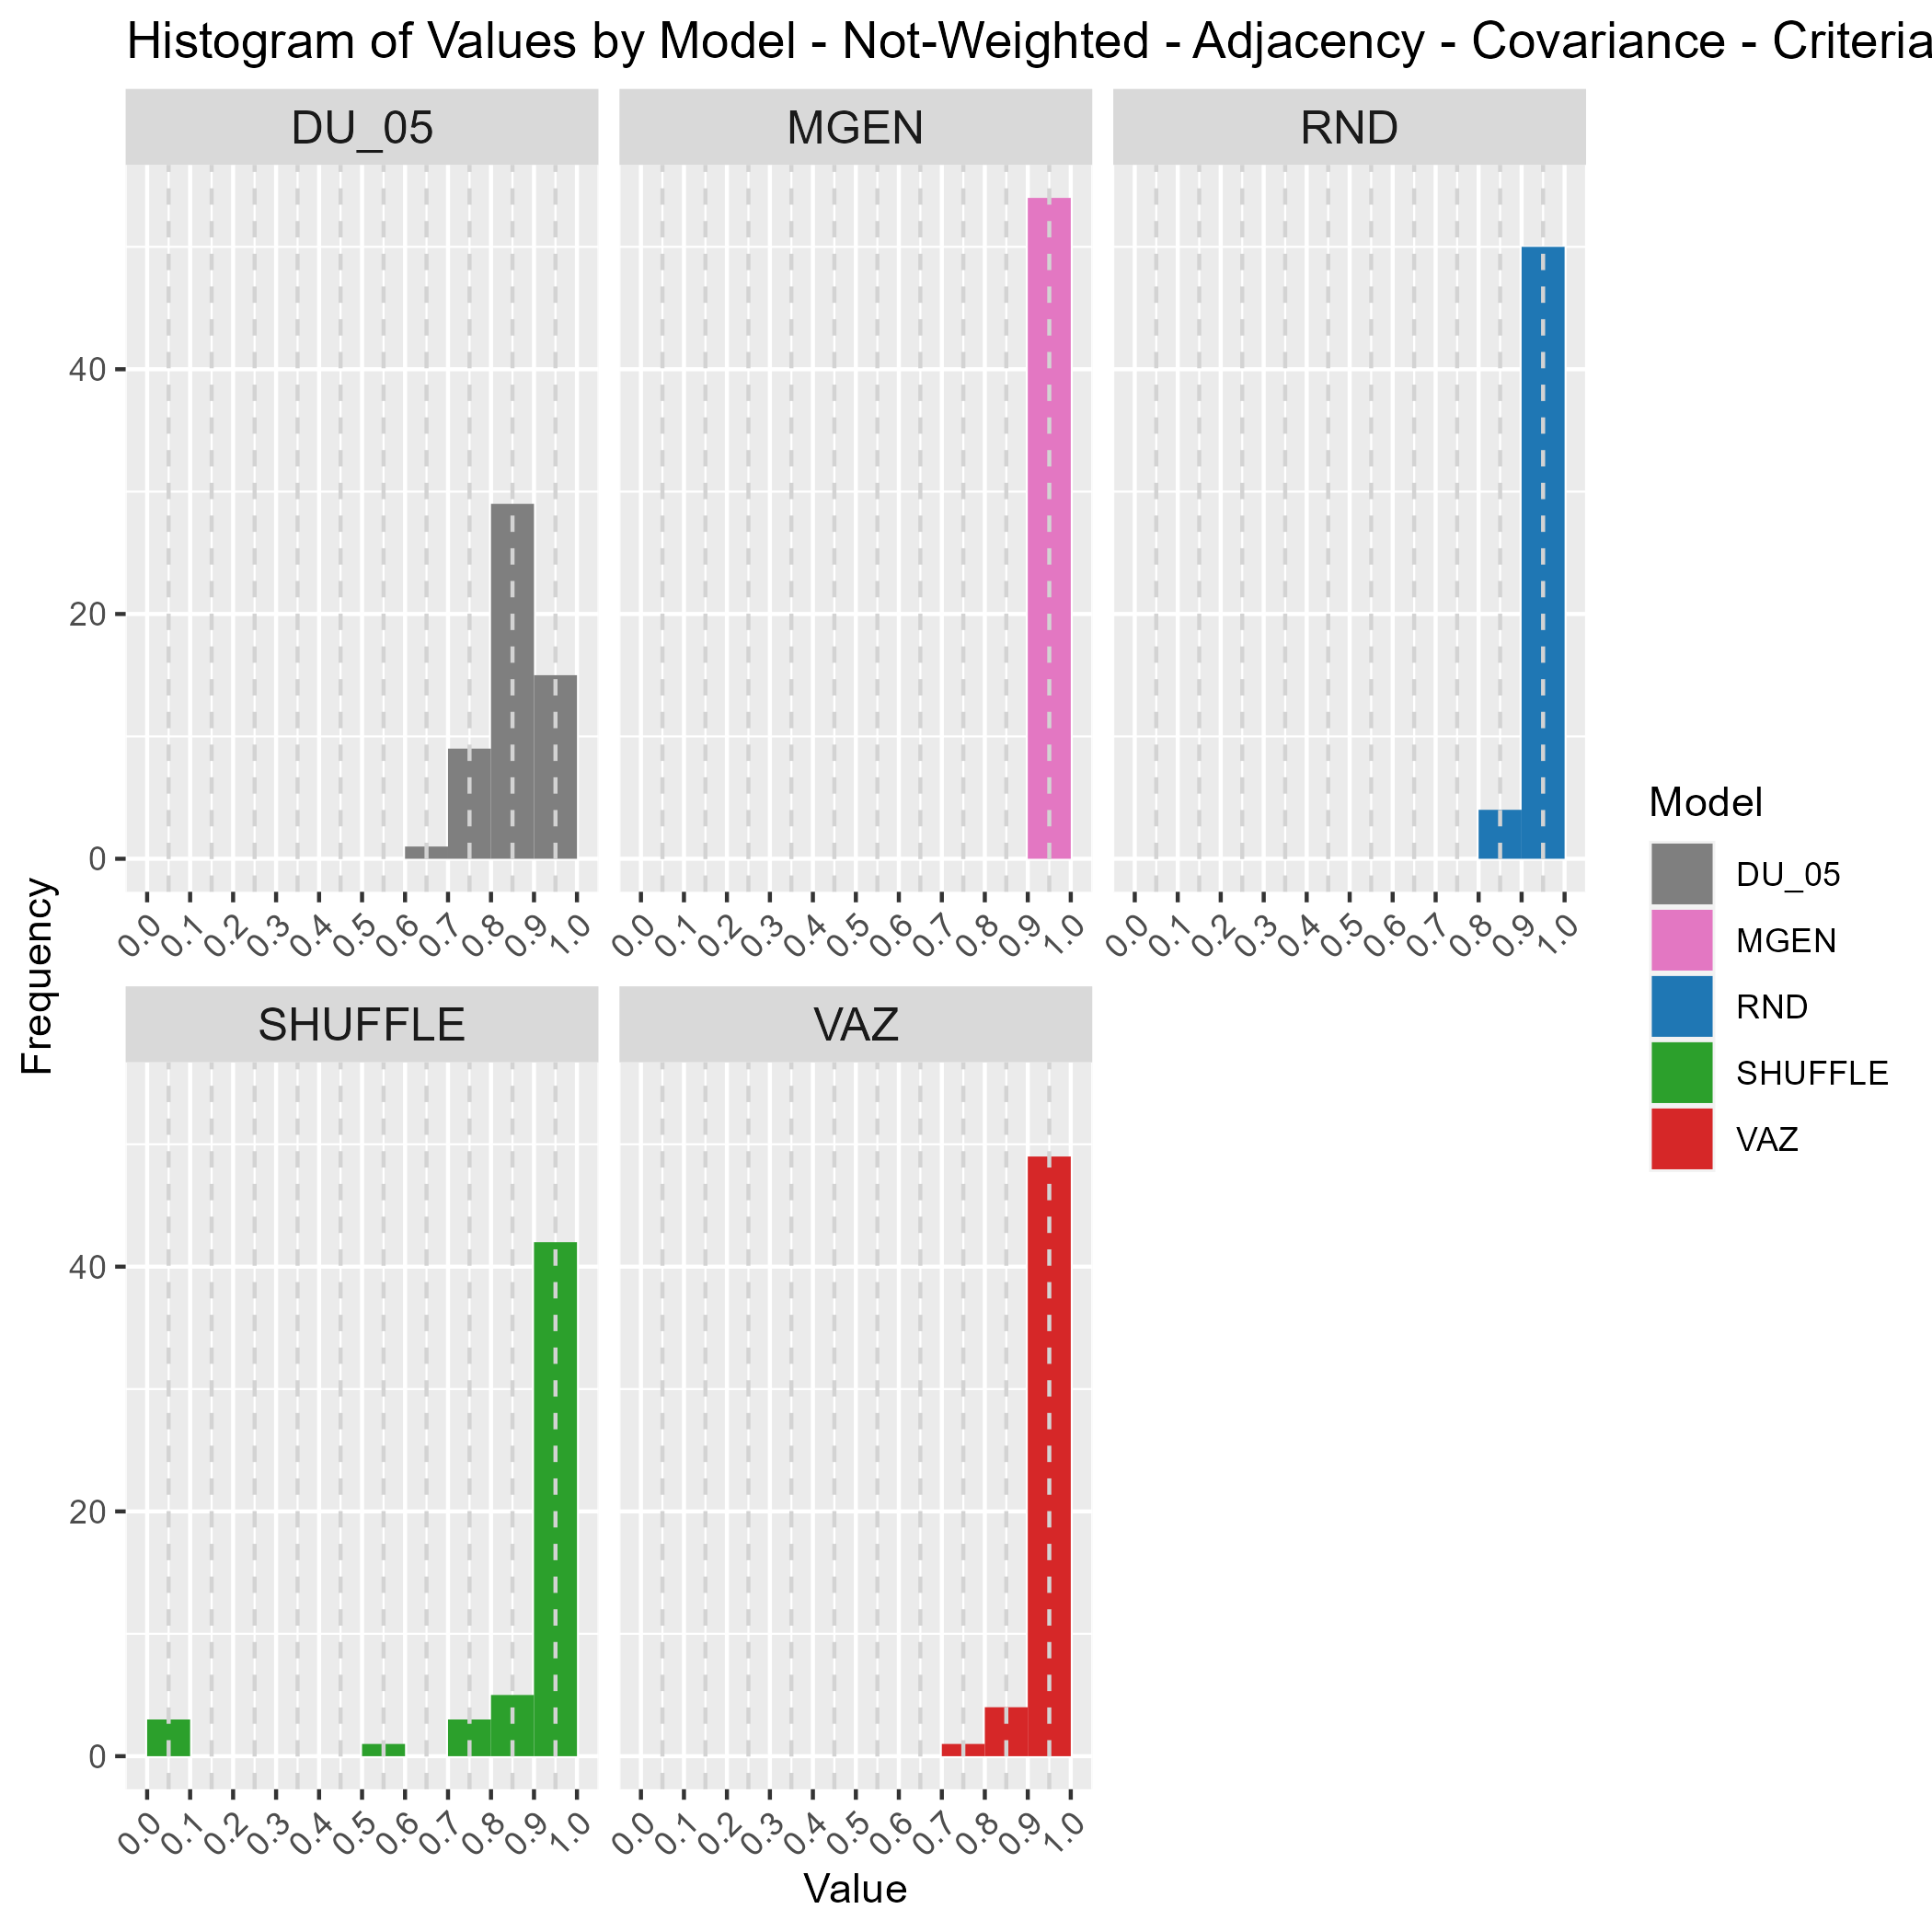 Histogram of Values by Model - Not-Weighted - Adjacency - Covariance - Criteria
DU_05 MGEN RND
40
20
0
0.0 0.1 0.2 0.3 0.4 0.5 0.6 0.7 0.8 0.9 1.0 0.0 0.1 0.2 0.3 0.4 0.5 0.6 0.7 0.8 0.9 1.0 0.0 0.1 0.2 0.3 0.4 0.5 0.6 0.7 0.8 0.9 1.0
Frequency
SHUFFLE VAZ
40
20
0
0.0 0.1 0.2 0.3 0.4 0.5 0.6 0.7 0.8 0.9 1.0 0.0 0.1 0.2 0.3 0.4 0.5 0.6 0.7 0.8 0.9 1.0
Value
Model
DU_05
MGEN
RND
SHUFFLE
VAZ